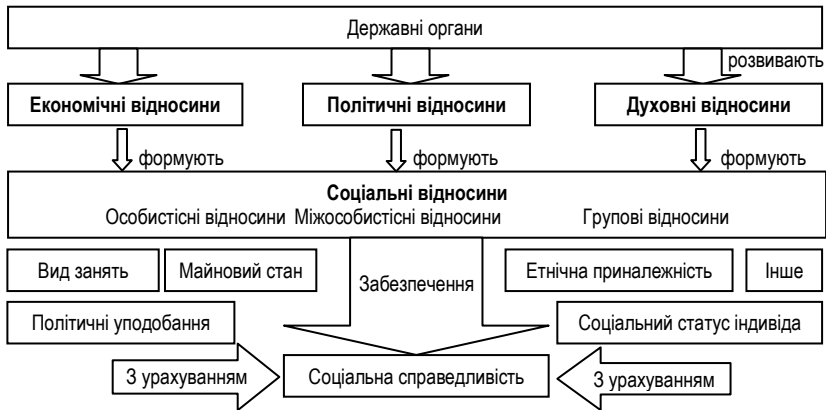 Державні органи
розвивають
Економічні відносини
Політичні відносини
Духовні відносини
формують
формують
формують
Соціальні відносини
Особистісні відносини Міжособистісні відносини Групові відносини
Вид занять
Майновий стан
Забезпечення
Етнічна приналежність
Інше
Політичні уподобання
Соціальний статус індивіда
З урахуванням
Соціальна справедливість
З урахуванням